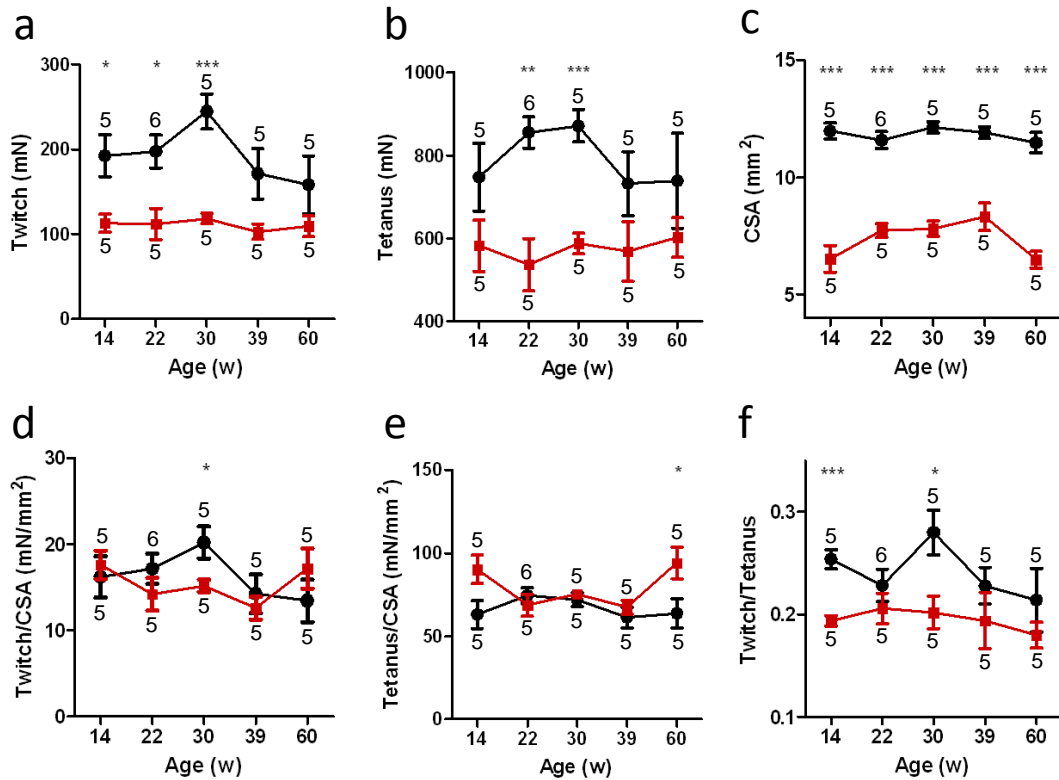 a
Twitch (mN)
300
200
100
0
* * ***
5 6 5 5 5
5 5 5 5 5
14 22 30 39 60
Age (w)
b
Tetanus (mN)
1000
800
600
400
** ***
5 6 5 5 5
5 5 5 5 5
14 22 30 39 60
Age (w)
c
CSA (mm²)
15
10
5
*** *** *** *** ***
5 6 5 5 5
5 5 5 5 5
14 22 30 39 60
Age (w)
d
Twitch/CSA (mN/mm²)
30
20
10
0
*
5 6 5 5 5
5 5 5 5 5
14 22 30 39 60
Age (w)
e
Tetanus/CSA (mN/mm²)
150
100
50
0
*
5 6 5 5 5
5 5 5 5 5
14 22 30 39 60
Age (w)
f
Twitch/Tetanus
0.3
0.2
0.1
*** *
5 6 5 5 5
5 5 5 5 5
14 22 30 39 60
Age (w)